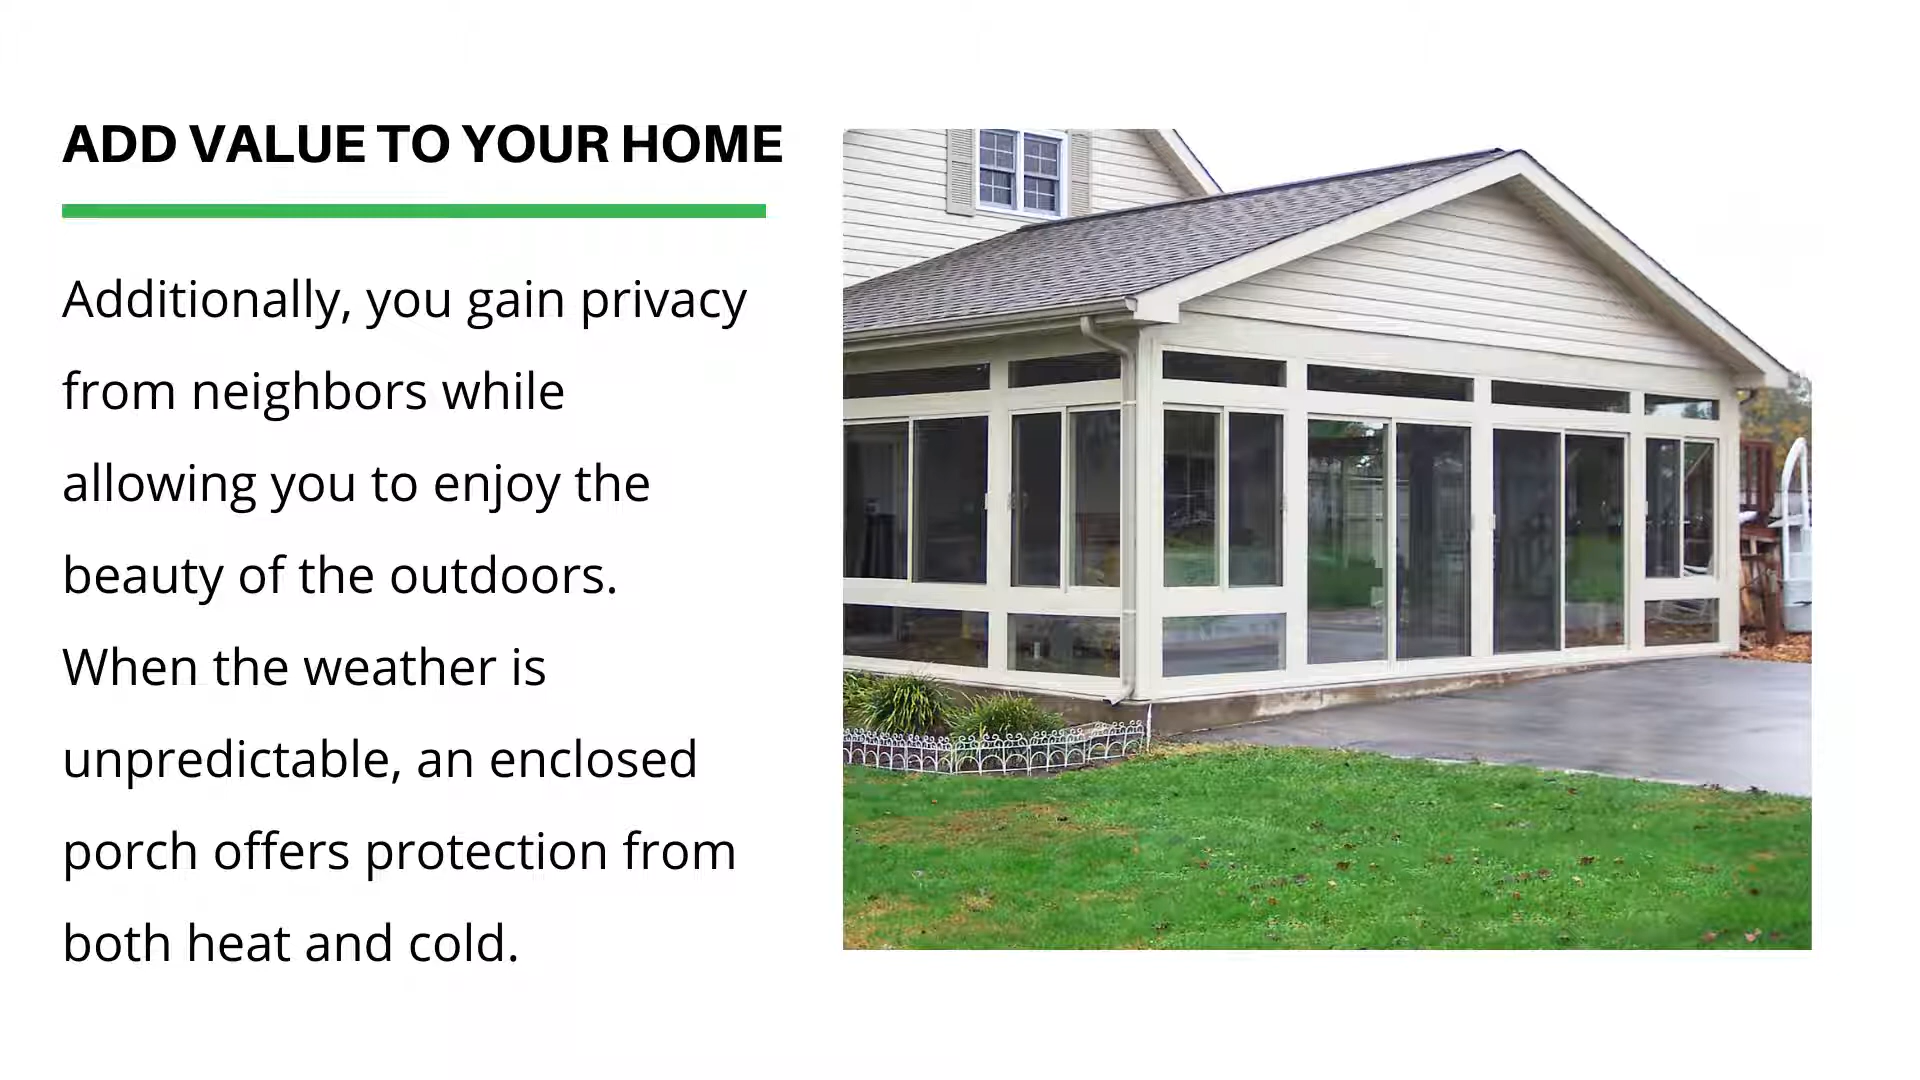 ADD VALUE TO YOUR HOME
Additionally, you gain privacy
from neighbors while
allowing you to enjoy the
beauty of the outdoors.
When the weather is
unpredictable, an enclosed
porch offers protection from
both heat and cold.